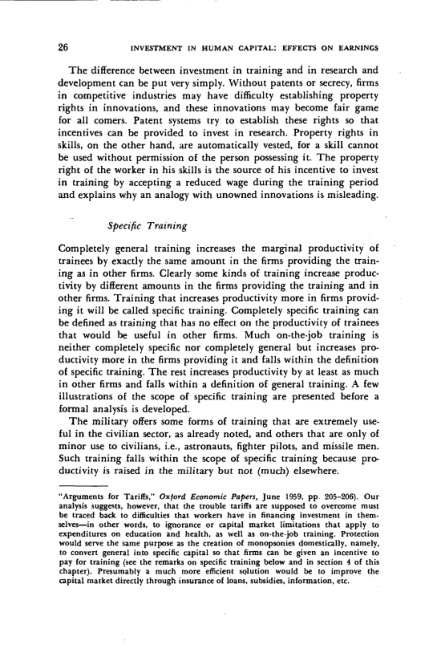 26 INVESTMENT IN HUMAN CAPITAL: EFFECTS ON EARNINGS
The difference between investment in training and in research and
development can be put very simply. Without patents or secrecy, firms
in competitive industries may have difficulty establishing property
rights in innovations, and these innovations may become fair game
for all comers. Patent systems try to establish these rights so that
incentives can be provided to invest in research. Property rights in
skills, on the other hand, are automatically vested, for a skill cannot
be used without permission of the person possessing it. The property
right of the worker in his skills is the source of his incentive to invest
in training by accepting a reduced wage during the training period
and explains why an analogy with unowned innovations is misleading.
Specific Training
Completely general training increases the marginal productivity of
trainees by exactly the same amount in the firms providing the train-
ing as in other firms. Clearly some kinds of training increase produc-
tivity by different amounts in the firms providing the training and in
other firms. Training that increases productivity more in firms provid-
ing it will be called specific training. Completely specific training can
be defined as training that has no effect on the productivity of trainees
that would be useful in other firms. Much on-the-job training is
neither completely specific nor completely general but increases pro-
ductivity more in the firms providing it and falls within the definition
of specific training. The rest increases productivity by at least as much
in other firms and falls within a definition of general training. A few
illustrations of the scope of specific training are presented before a
formal analysis is developed.
The military offers some forms of training that are extremely use-
ful in the civilian sector, as already noted, and others that are only of
minor use to civilians, i.e., astronauts, fighter pilots, and missile men.
Such training falls within the scope of specific training because pro-
ductivity is raised in the military but not (much) elsewhere.
"Arguments for Tariffs," Oxford Economic Papers, June 1959, pp. 205–206). Our
analysis suggests, however, that the trouble tariffs are supposed to overcome must
be traced back to difficulties that workers have in financing investment in them-
selves—in other words, to ignorance or capital market limitations that apply to
expenditures on education and health, as well as on-the-job training. Protection
would serve the same purpose as the creation of monopsonies domestically, namely,
to convert general into specific capital so that firms can be given an incentive to
pay for training (see the remarks on specific training below and in section 4 of this
chapter). Presumably a much more efficient solution would be to improve the
capital market directly through insurance of loans, subsidies, information, etc.